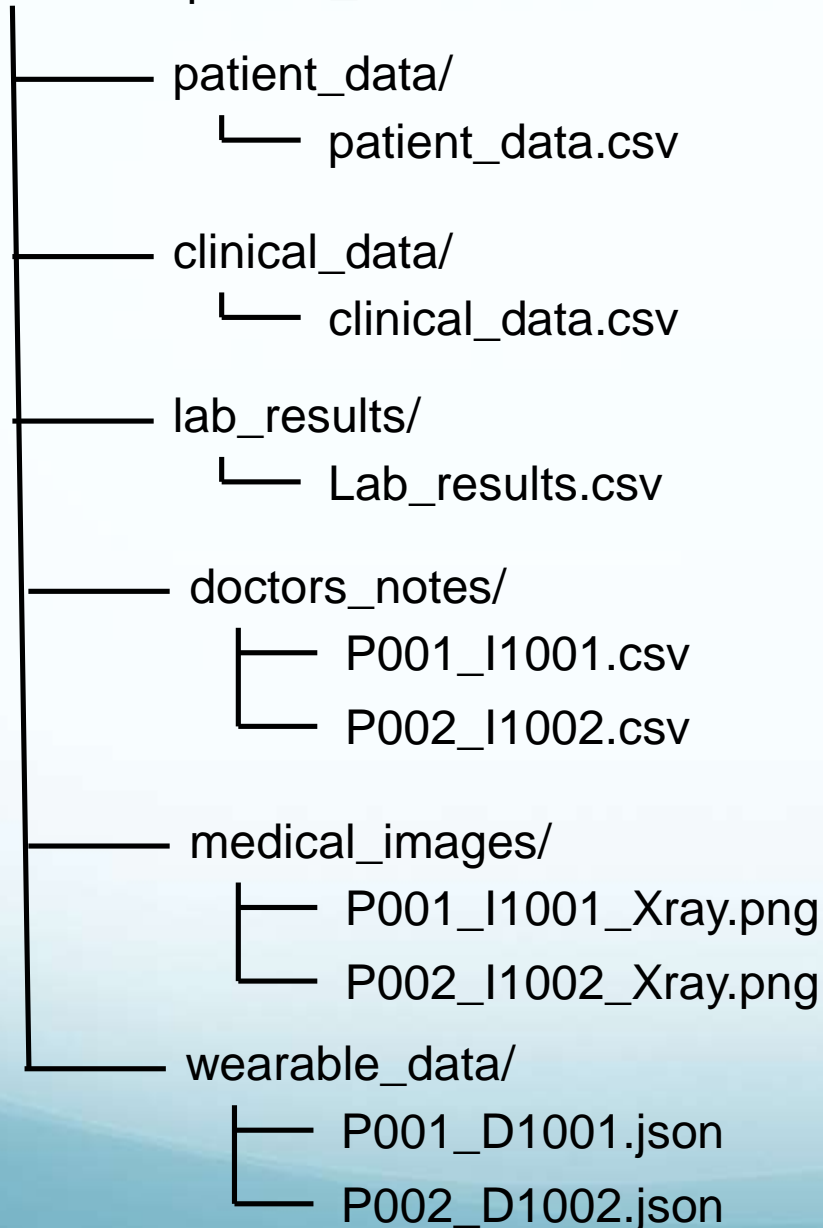 patient_data/
patient_data.csv
clinical_data/
clinical_data.csv
lab_results/
Lab_results.csv
doctors_notes/
P001_I1001.csv
P002_I1002.csv
medical_images/
P001_I1001_Xray.png
P002_I1002_Xray.png
wearable_data/
P001_D1001.json
P002_D1002.json